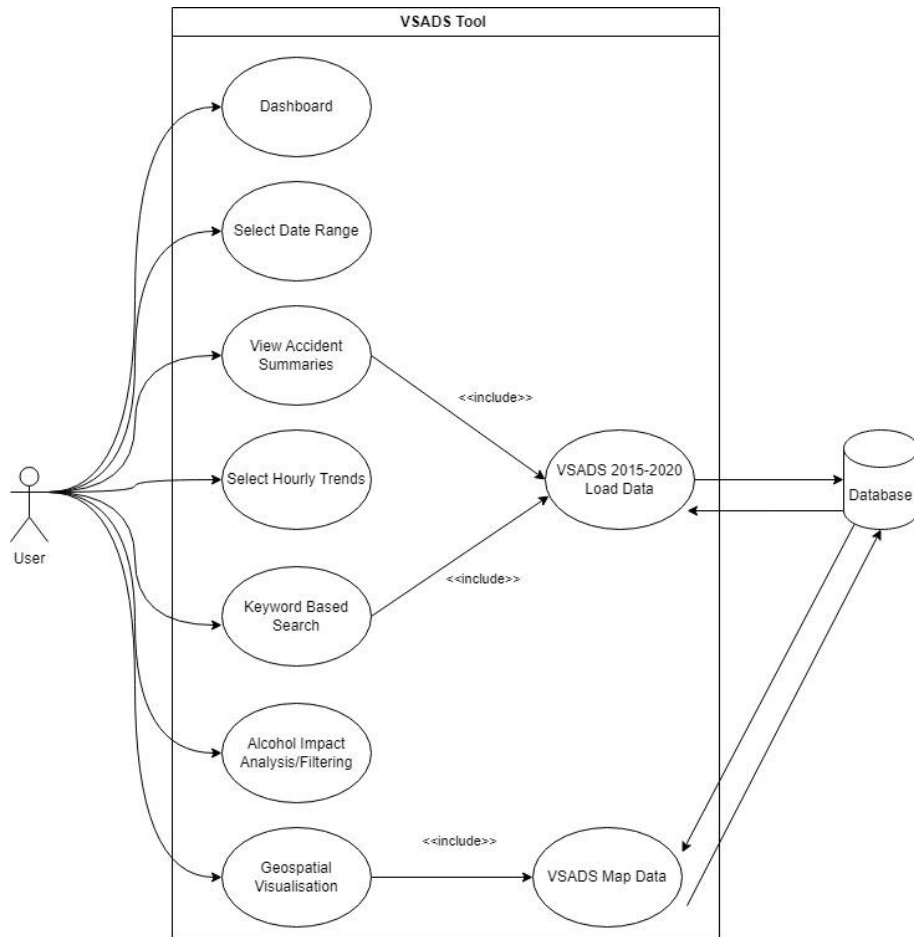 VSADS Tool
Dashboard
Select Date Range
View Accident
Summaries
<<include>>
Select Hourly Trends
VSADS 2015-2020
Load Data
Database
User
<<include>>
Keyword Based
Search
Alcohol Impact
Analysis/Filtering
<<include>>
Geospatial
Visualisation
VSADS Map Data